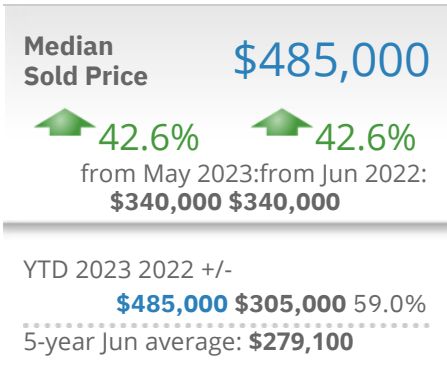 Median
Sold Price
$485,000
42.6% 42.6%
from May 2023:from Jun 2022:
$340,000 $340,000
YTD 2023 2022 +/-
$485,000 $305,000 59.0%
5-year Jun average: $279,100